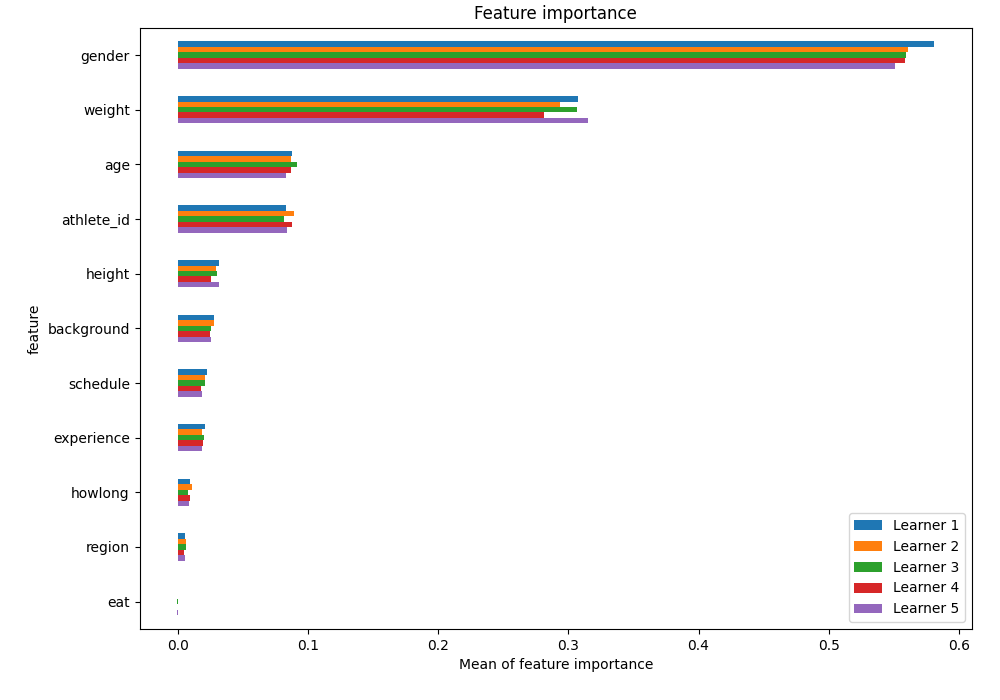 Feature importance
gender
weight
age
athlete_id
height
background
schedule
experience
howlong
region
eat
feature
0.0 0.1 0.2 0.3 0.4 0.5 0.6
Mean of feature importance
Learner 1
Learner 2
Learner 3
Learner 4
Learner 5